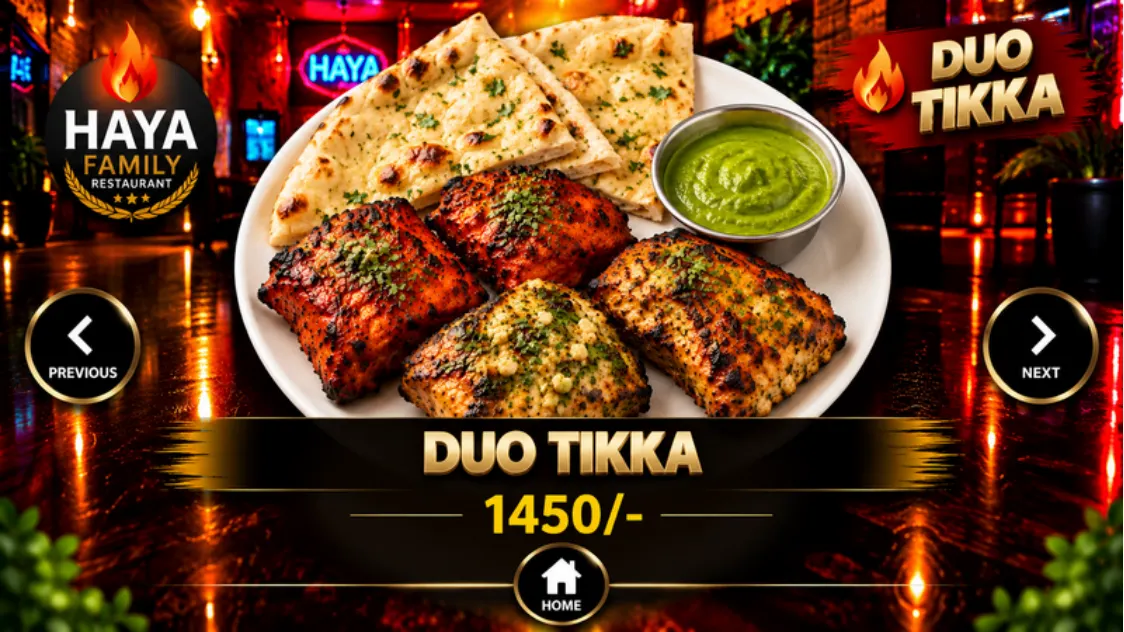 HAYA
FAMILY
RESTAURANT
HAYA
DUO
TIKKA
PREVIOUS
NEXT
DUO TIKKA
1450/-
HOME